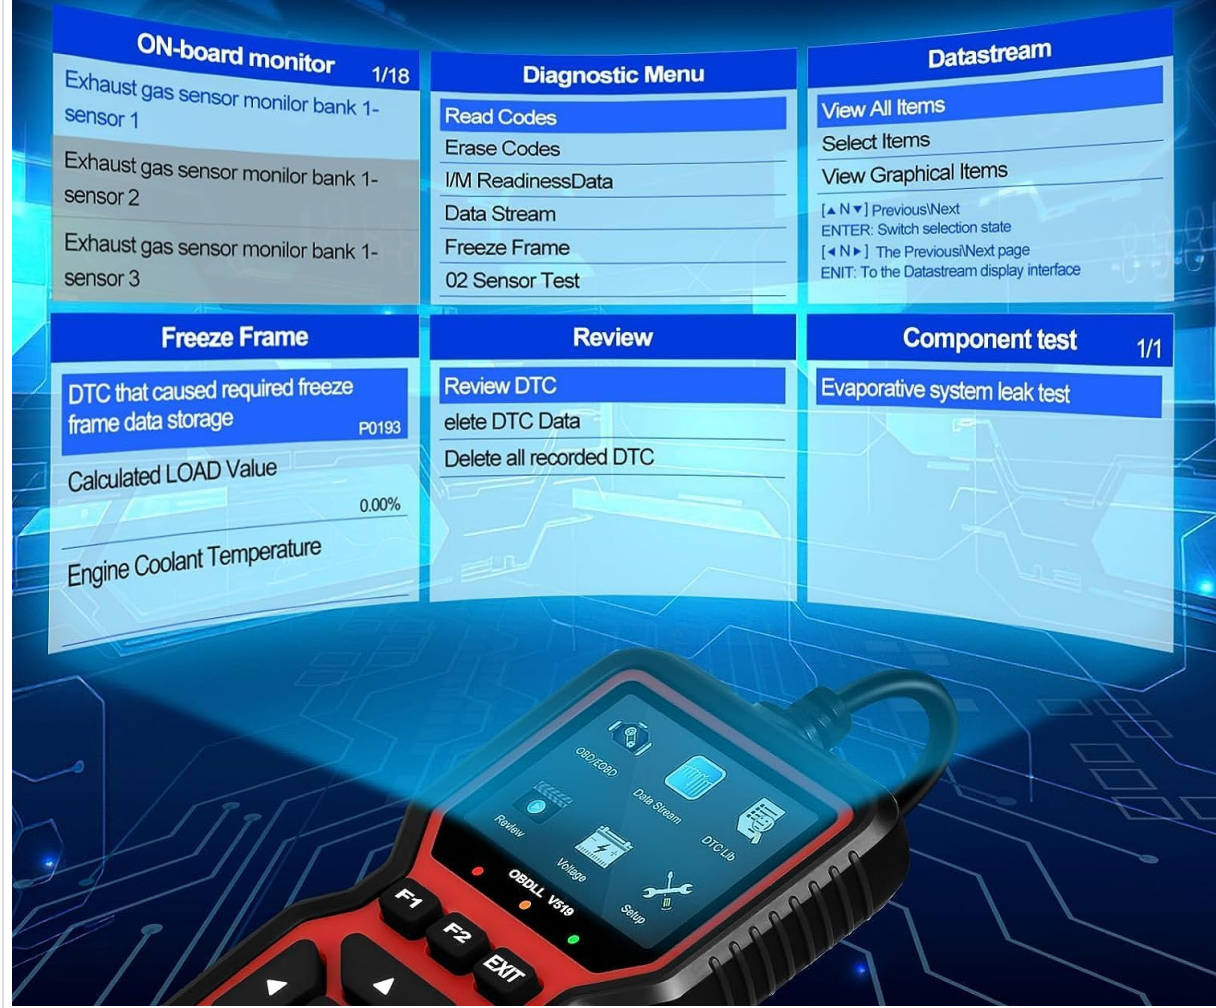 ON-board monitor
1/18
Exhaust gas sensor monilor bank 1-
sensor 1
Exhaust gas sensor monilor bank 1-
sensor 2
Exhaust gas sensor monilor bank 1-
sensor 3
Diagnostic Menu
Read Codes
Erase Codes
I/M ReadinessData
Data Stream
Freeze Frame
02 Sensor Test
Datastream
View All Items
Select Items
View Graphical Items
[▲ N ▼] Previous\Next
ENTER: Switch selection state
[◄ N ►] The Previousi\Next page
ENIT: To the Datastream display interface
Freeze Frame
DTC that caused required freeze
frame data storage
P0193
Calculated LOAD Value
0.00%
Engine Coolant Temperature
Review
Review DTC
elete DTC Data
Delete all recorded DTC
Component test
1/1
Evaporative system leak test
OBD/EOBD
Data Stream
DTC Lib
Review
Voltage
Setup
OBDLL V519
F1
F2
EXIT